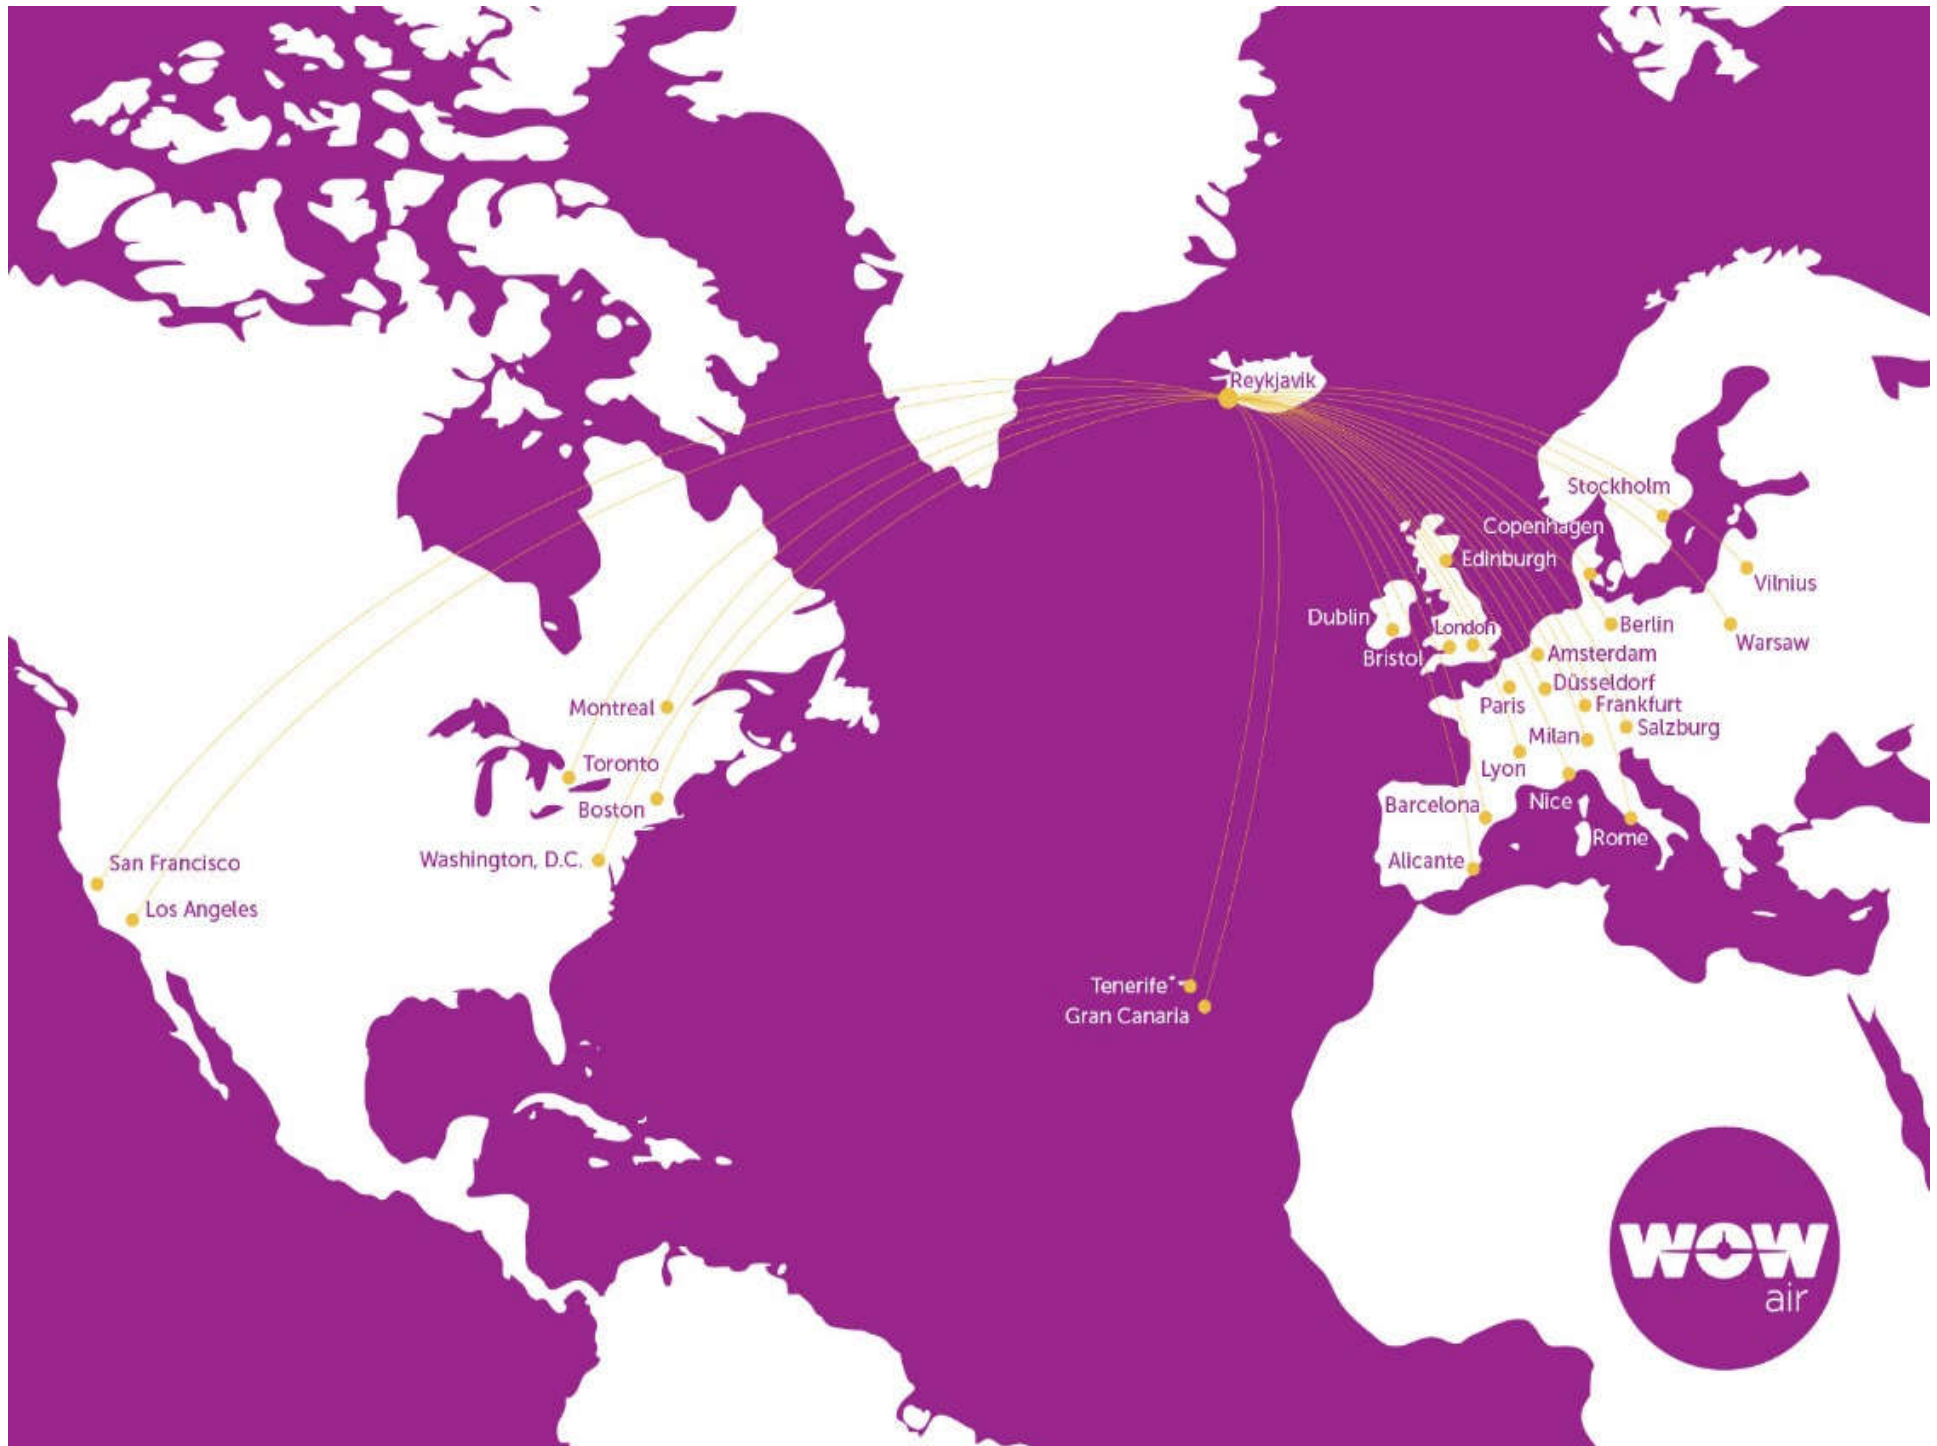 Reykjavik
Stockholm
Copenhagen
Edinburgh
Vilnius
Dublin
London
Berlin
Warsaw
Bristol
Amsterdam
Düsseldorf
Paris
Frankfurt
Montreal
Milan
Salzburg
Toronto
Lyon
Boston
Barcelona
Nice
Rome
San Francisco
Washington, D.C.
Alicante
Los Angeles
Tenerife*
Gran Canaria
WOW
air